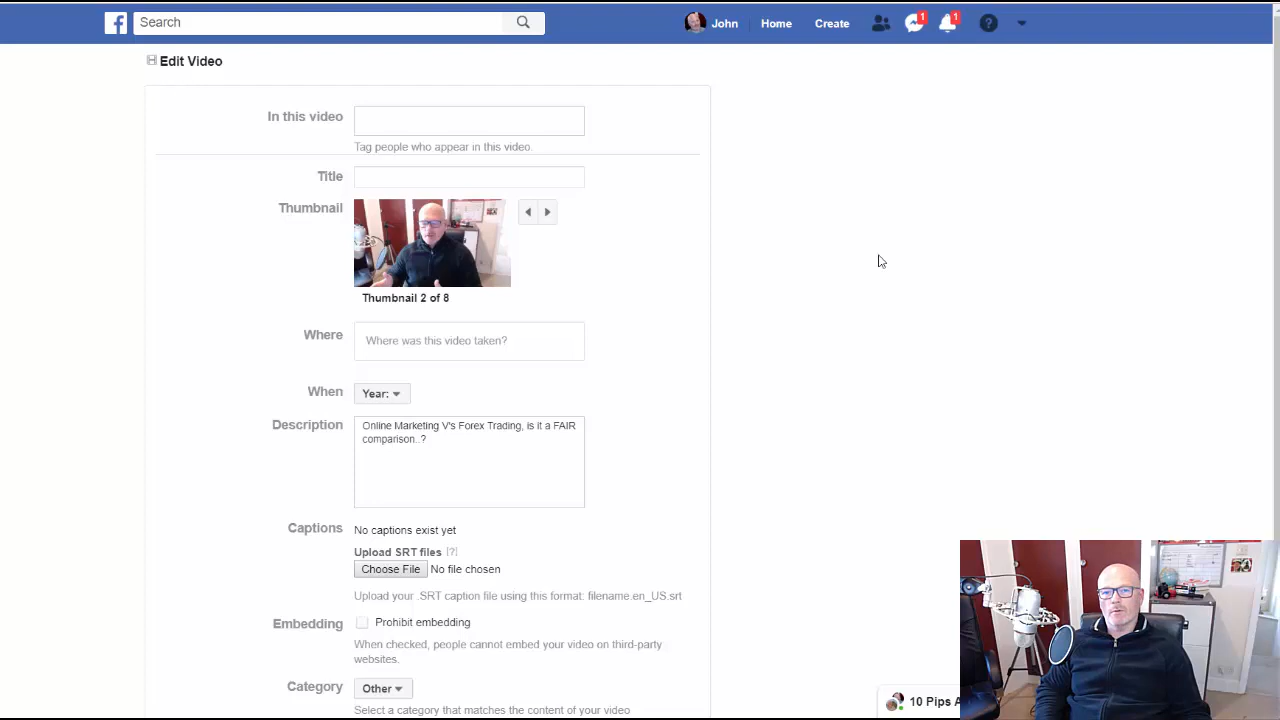 Search
John
Home
Create
1
1
Edit Video
In this video
Tag people who appear in this video.
Title
Thumbnail
Thumbnail 2 of 8
Where
Where was this video taken?
When
Year:
Description
Online Marketing V's Forex Trading, is it a FAIR
comparison..?
Captions
No captions exist yet
Upload SRT files [?]
Choose File No file chosen
Upload your .SRT caption file using this format: filename.en_US.srt
Embedding
Prohibit embedding
When checked, people cannot embed your video on third-party
websites.
Category
Other
Select a category that matches the content of your video
10 Pips